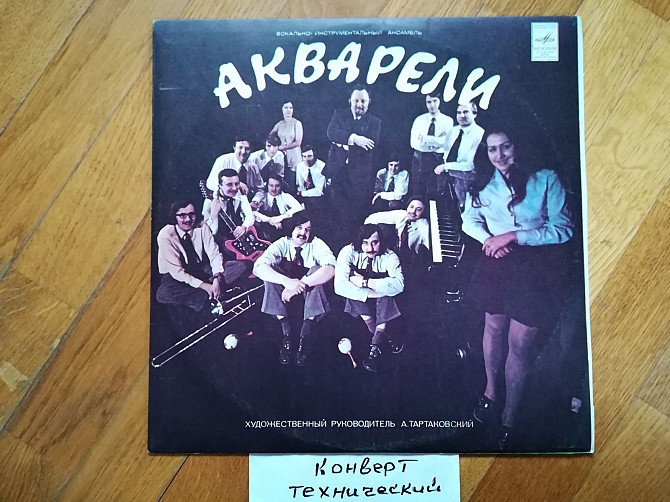 ВОКАЛЬНО-ИНСТРУМЕНТАЛЬНЫЙ АНСАМБЛЬ
АКВАРЕЛИ
ХУДОЖЕСТВЕННЫЙ РУКОВОДИТЕЛЬ А.ТАРТАКОВСКИЙ
Конверт
технический